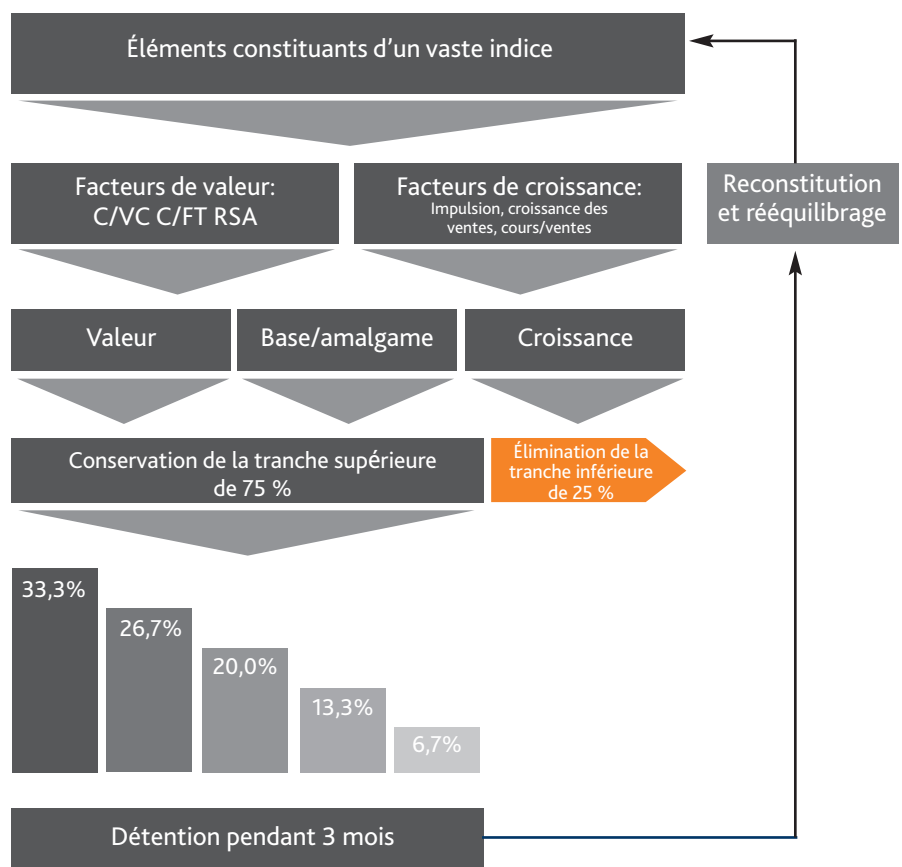 Éléments constituants d’un vaste indice
Facteurs de valeur:
C/VC C/FT RSA
Facteurs de croissance:
Impulsion, croissance des
ventes, cours/ventes
Reconstitution
et rééquilibrage
Valeur
Base/amalgame
Croissance
Conservation de la tranche supérieure
de 75 %
Élimination de la
tranche inférieure
de 25 %
33,3%
26,7%
20,0%
13,3%
6,7%
Détention pendant 3 mois